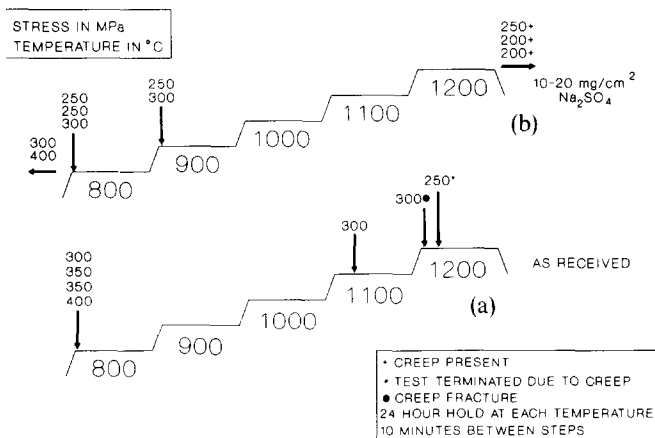 STRESS IN MPa
TEMPERATURE IN °C
250+
200+
200+
10-20 mg/cm²
Na₂SO₄
(b)
1200
1100
1000
900
800
250
300
250
250
300
300
400
250*
300●
300
300
350
350
400
1200
1100
1000
900
800
AS RECEIVED
(a)
+ CREEP PRESENT
* TEST TERMINATED DUE TO CREEP
● CREEP FRACTURE
24 HOUR HOLD AT EACH TEMPERATURE
10 MINUTES BETWEEN STEPS